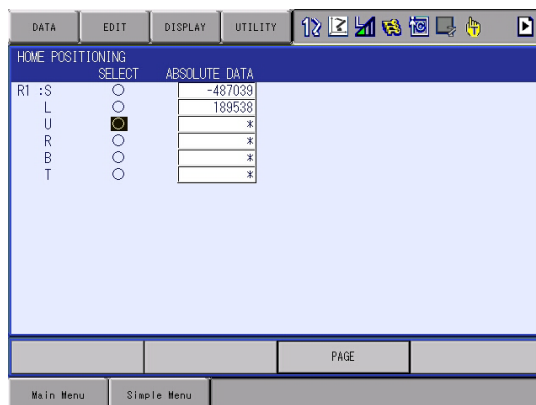 DATA EDIT DISPLAY UTILITY
HOME POSITIONING
SELECT ABSOLUTE DATA
R1 :S -487039
L 189538
U *
R *
B *
T *
PAGE
Main Menu Simple Menu